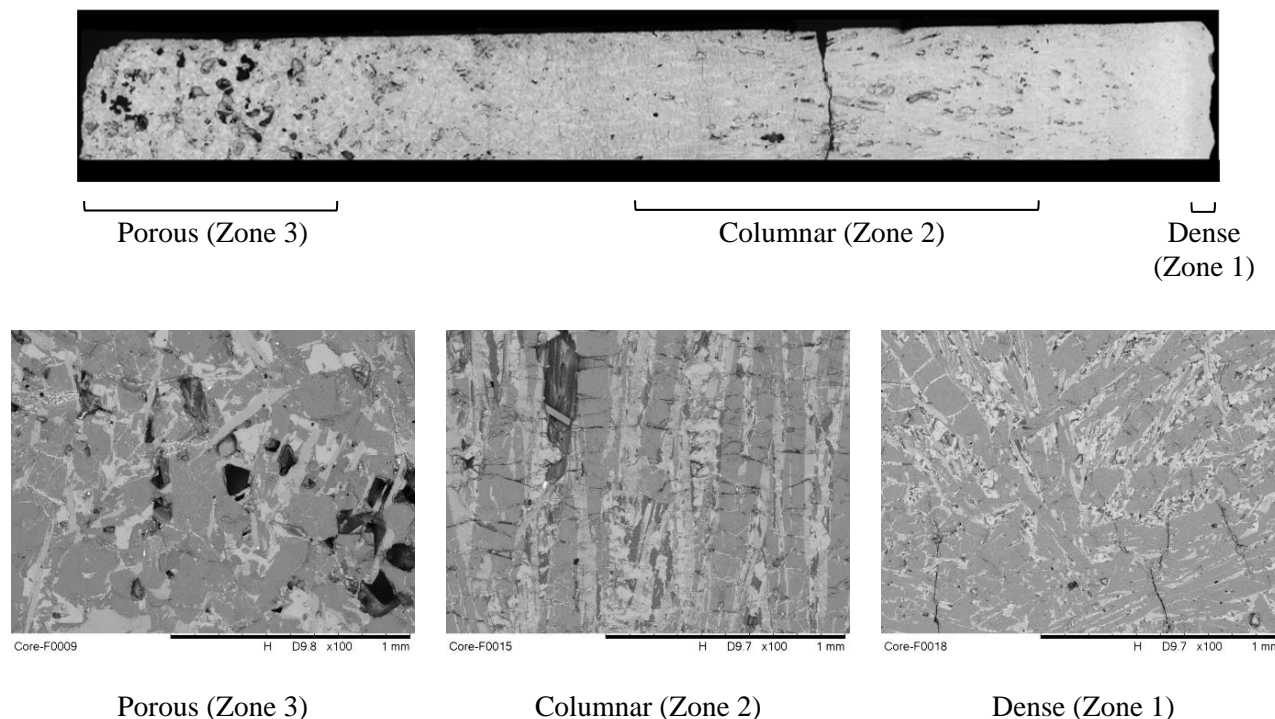 Porous (Zone 3)
Columnar (Zone 2)
Dense
(Zone 1)
Core-F0009 H D9.8 x100 1 mm
Core-F0015 H D9.7 x100 1 mm
Core-F0018 H D9.7 x100 1 mm
Porous (Zone 3)
Columnar (Zone 2)
Dense (Zone 1)